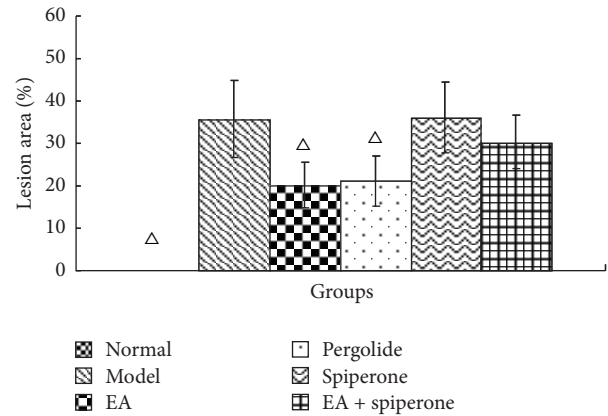 60
50
40
30
20
10
0
Lesion area (%)
△
△
△
Groups
Normal
Model
EA
Pergolide
Spiperone
EA + spiperone